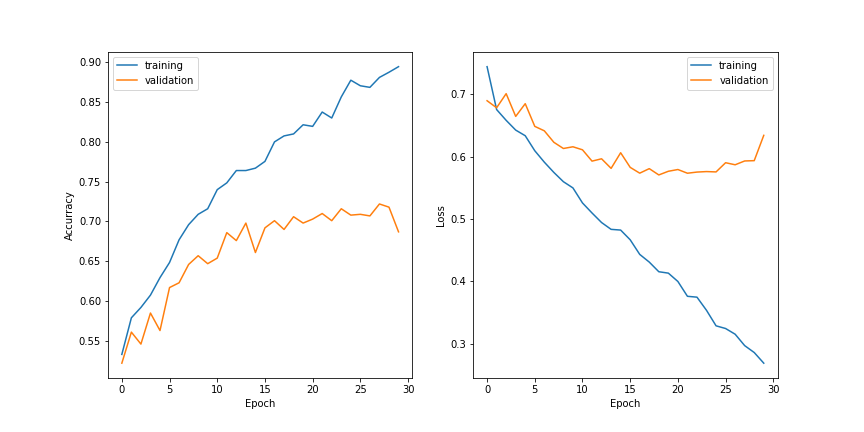 training
validation
0.90
0.85
0.80
0.75
0.70
0.65
0.60
0.55
Accurracy
0 5 10 15 20 25 30
Epoch
training
validation
0.7
0.6
0.5
0.4
0.3
Loss
0 5 10 15 20 25 30
Epoch